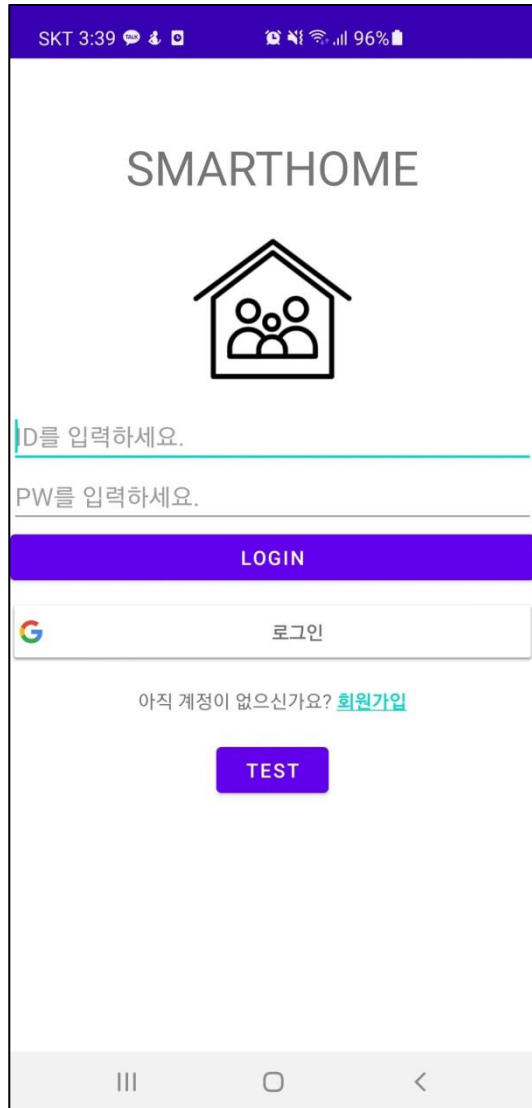 SKT 3:39 TALK 96%
SMARTHOME
ID를 입력하세요.
PW를 입력하세요.
LOGIN
G 로그인
아직 계정이 없으신가요? 회원가입
TEST